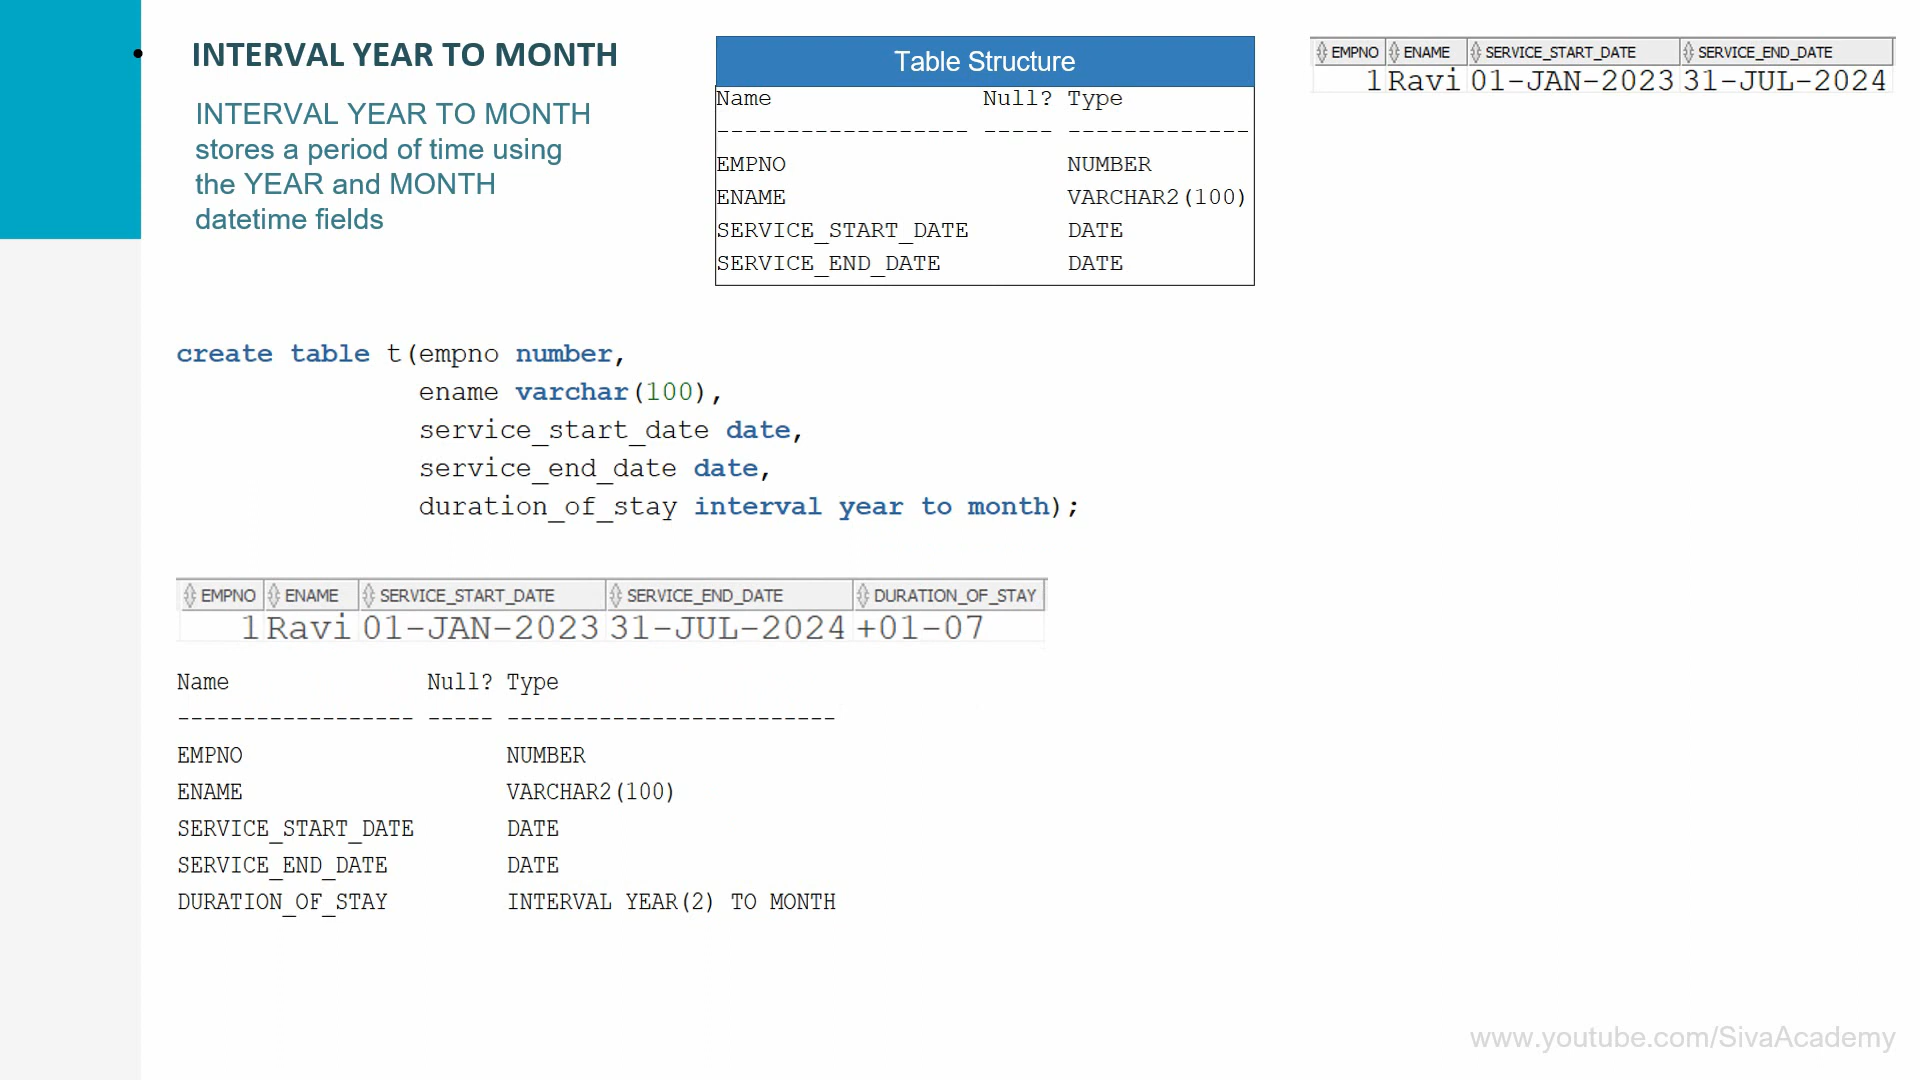 INTERVAL YEAR TO MONTH
INTERVAL YEAR TO MONTH
stores a period of time using
the YEAR and MONTH
datetime fields
Table Structure
Name Null? Type
------------------ ----- -------------
EMPNO NUMBER
ENAME VARCHAR2(100)
SERVICE_START_DATE DATE
SERVICE_END_DATE DATE
EMPNO ENAME SERVICE_START_DATE SERVICE_END_DATE
1 Ravi 01-JAN-2023 31-JUL-2024
create table t(empno number,
ename varchar(100),
service_start_date date,
service_end_date date,
duration_of_stay interval year to month);
EMPNO ENAME SERVICE_START_DATE SERVICE_END_DATE DURATION_OF_STAY
1 Ravi 01-JAN-2023 31-JUL-2024 +01-07
Name Null? Type
------------------ ----- -------------------------
EMPNO NUMBER
ENAME VARCHAR2(100)
SERVICE_START_DATE DATE
SERVICE_END_DATE DATE
DURATION_OF_STAY INTERVAL YEAR(2) TO MONTH
www.youtube.com/SivaAcademy